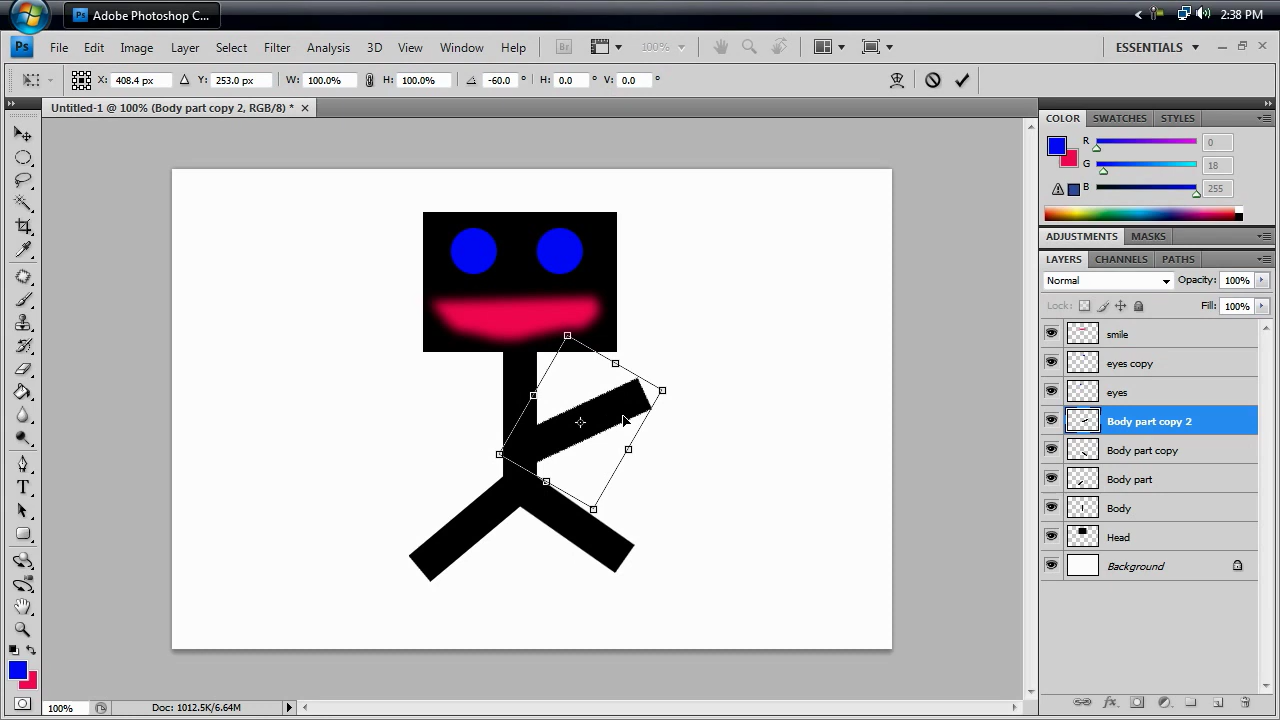 Ps Adobe Photoshop C... 2:38 PM
Ps File Edit Image Layer Select Filter Analysis 3D View Window Help Br 100% ESSENTIALS
X: 408.4 px Y: 253.0 px W: 100.0% H: 100.0% -60.0 ° H: 0.0 ° V: 0.0 °
Untitled-1 @ 100% (Body part copy 2, RGB/8) *
COLOR SWATCHES STYLES
R 0
G 18
B 255
ADJUSTMENTS MASKS
LAYERS CHANNELS PATHS
Normal Opacity: 100%
Lock: Fill: 100%
smile
eyes copy
eyes
Body part copy 2
Body part copy
Body part
Body
Head
Background
T
100% Doc: 1012.5K/6.64M
fx